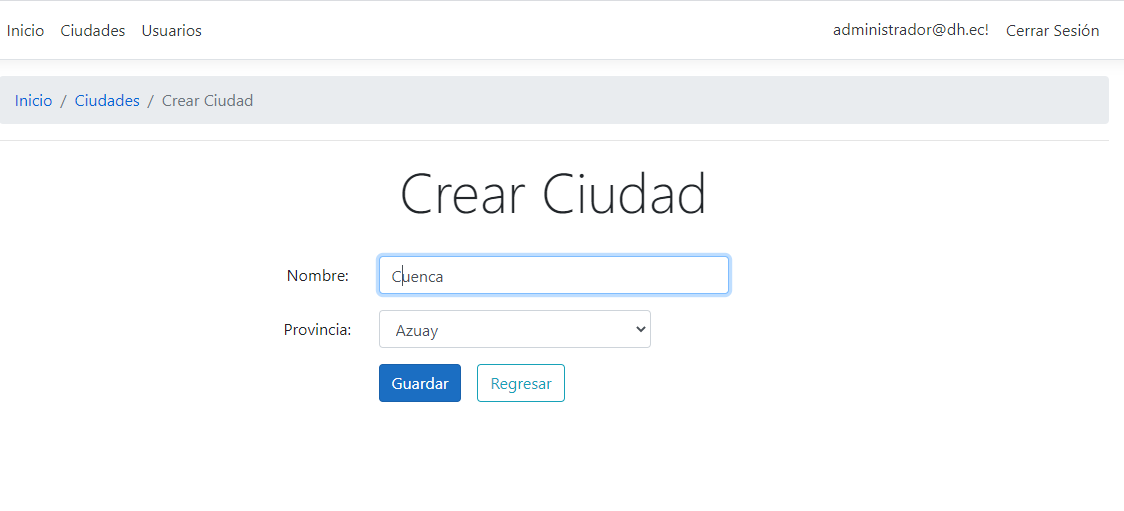 Inicio Ciudades Usuarios administrador@dh.ec! Cerrar Sesión
Inicio / Ciudades / Crear Ciudad
Crear Ciudad
Nombre: Cuenca
Provincia: Azuay
Guardar Regresar